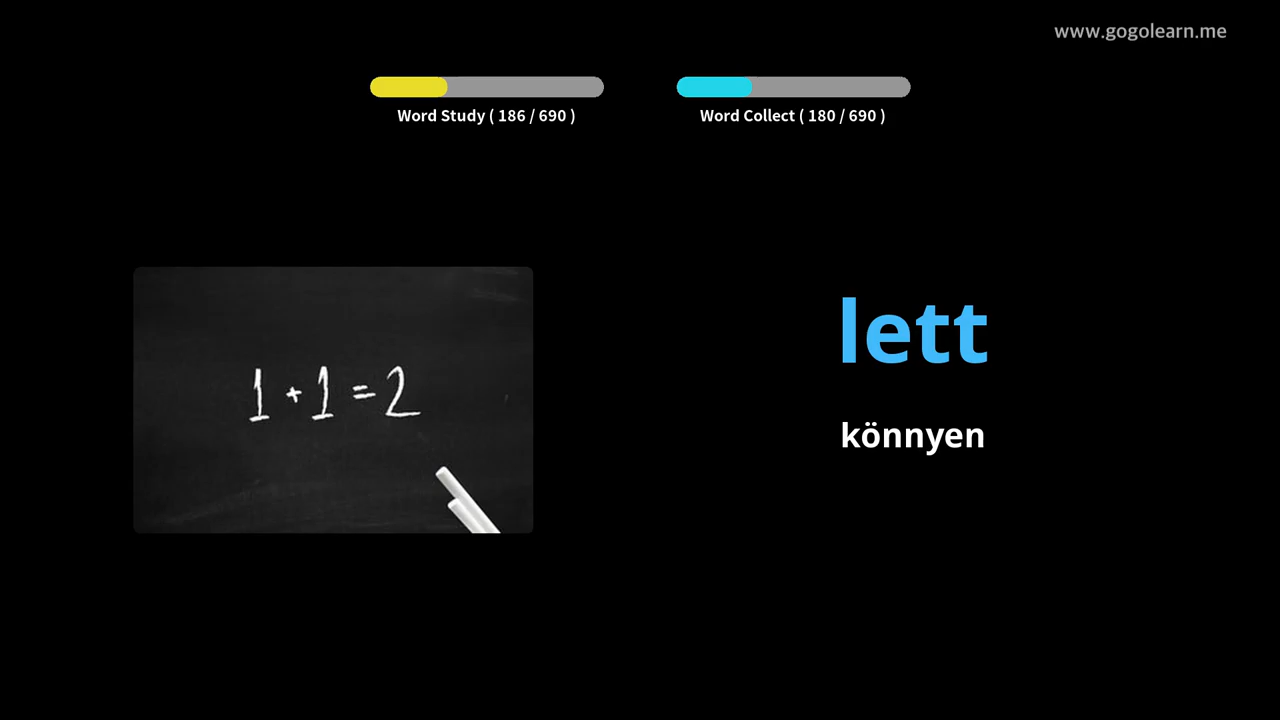 www.gogolearn.me
Word Study ( 186 / 690 )
Word Collect ( 180 / 690 )
1 + 1 = 2
lett
könnyen